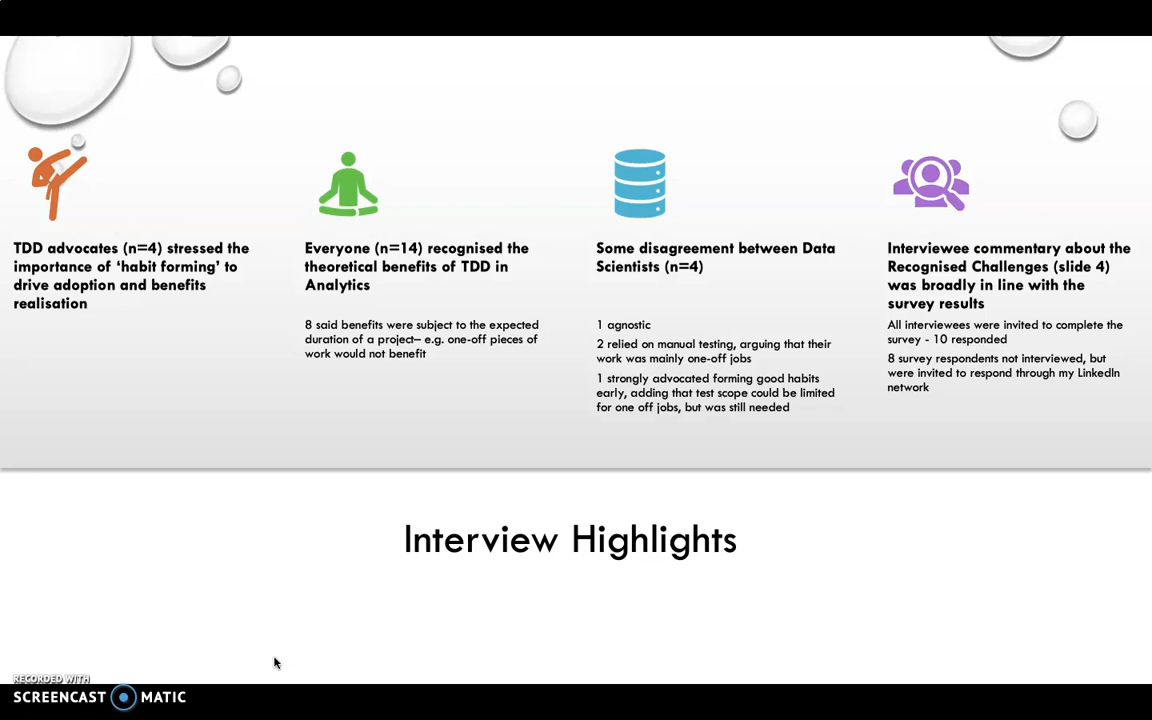 TDD advocates (n=4) stressed the
importance of ‘habit forming’ to
drive adoption and benefits
realisation
Everyone (n=14) recognised the
theoretical benefits of TDD in
Analytics
8 said benefits were subject to the expected
duration of a project– e.g. one-off pieces of
work would not benefit
Some disagreement between Data
Scientists (n=4)
1 agnostic
2 relied on manual testing, arguing that their
work was mainly one-off jobs
1 strongly advocated forming good habits
early, adding that test scope could be limited
for one off jobs, but was still needed
Interviewee commentary about the
Recognised Challenges (slide 4)
was broadly in line with the
survey results
All interviewees were invited to complete the
survey - 10 responded
8 survey respondents not interviewed, but
were invited to respond through my LinkedIn
network
Interview Highlights
RECORDED WITH
SCREENCAST MATIC